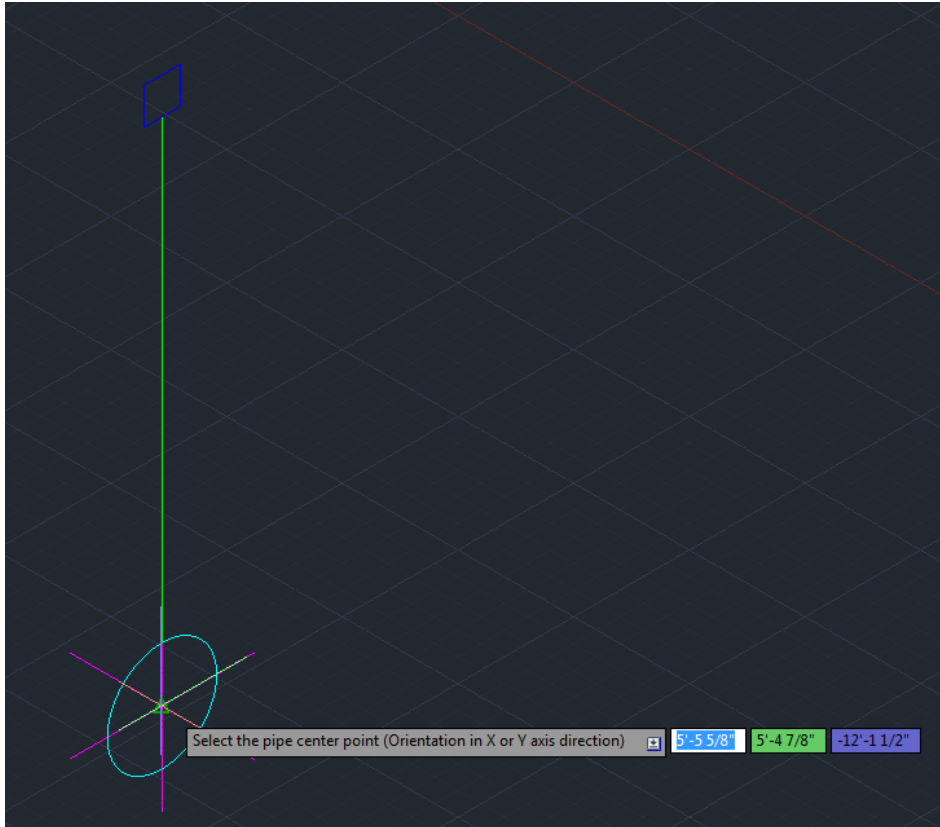 Select the pipe center point (Orientation in X or Y axis direction) 5'-5 5/8" 5'-4 7/8" -12'-1 1/2"